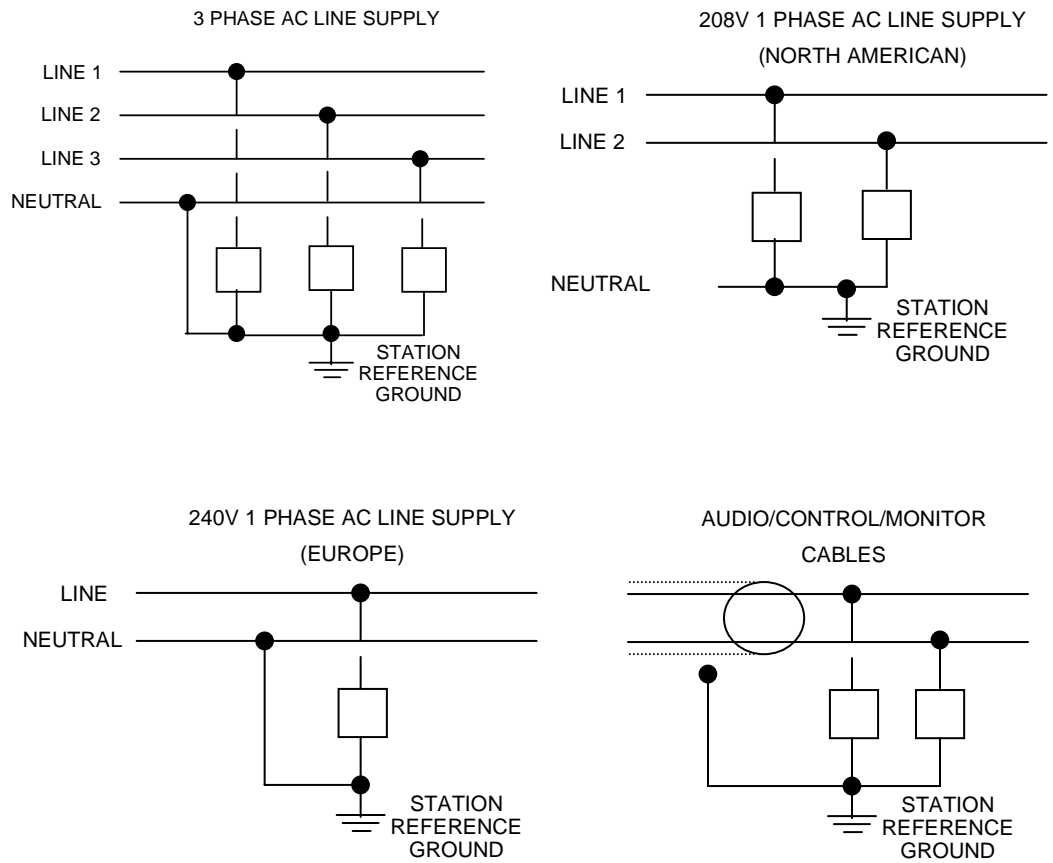 3 PHASE AC LINE SUPPLY
LINE 1
LINE 2
LINE 3
NEUTRAL
STATION
REFERENCE
GROUND
208V 1 PHASE AC LINE SUPPLY
(NORTH AMERICAN)
LINE 1
LINE 2
NEUTRAL
STATION
REFERENCE
GROUND
240V 1 PHASE AC LINE SUPPLY
(EUROPE)
LINE
NEUTRAL
STATION
REFERENCE
GROUND
AUDIO/CONTROL/MONITOR
CABLES
STATION
REFERENCE
GROUND